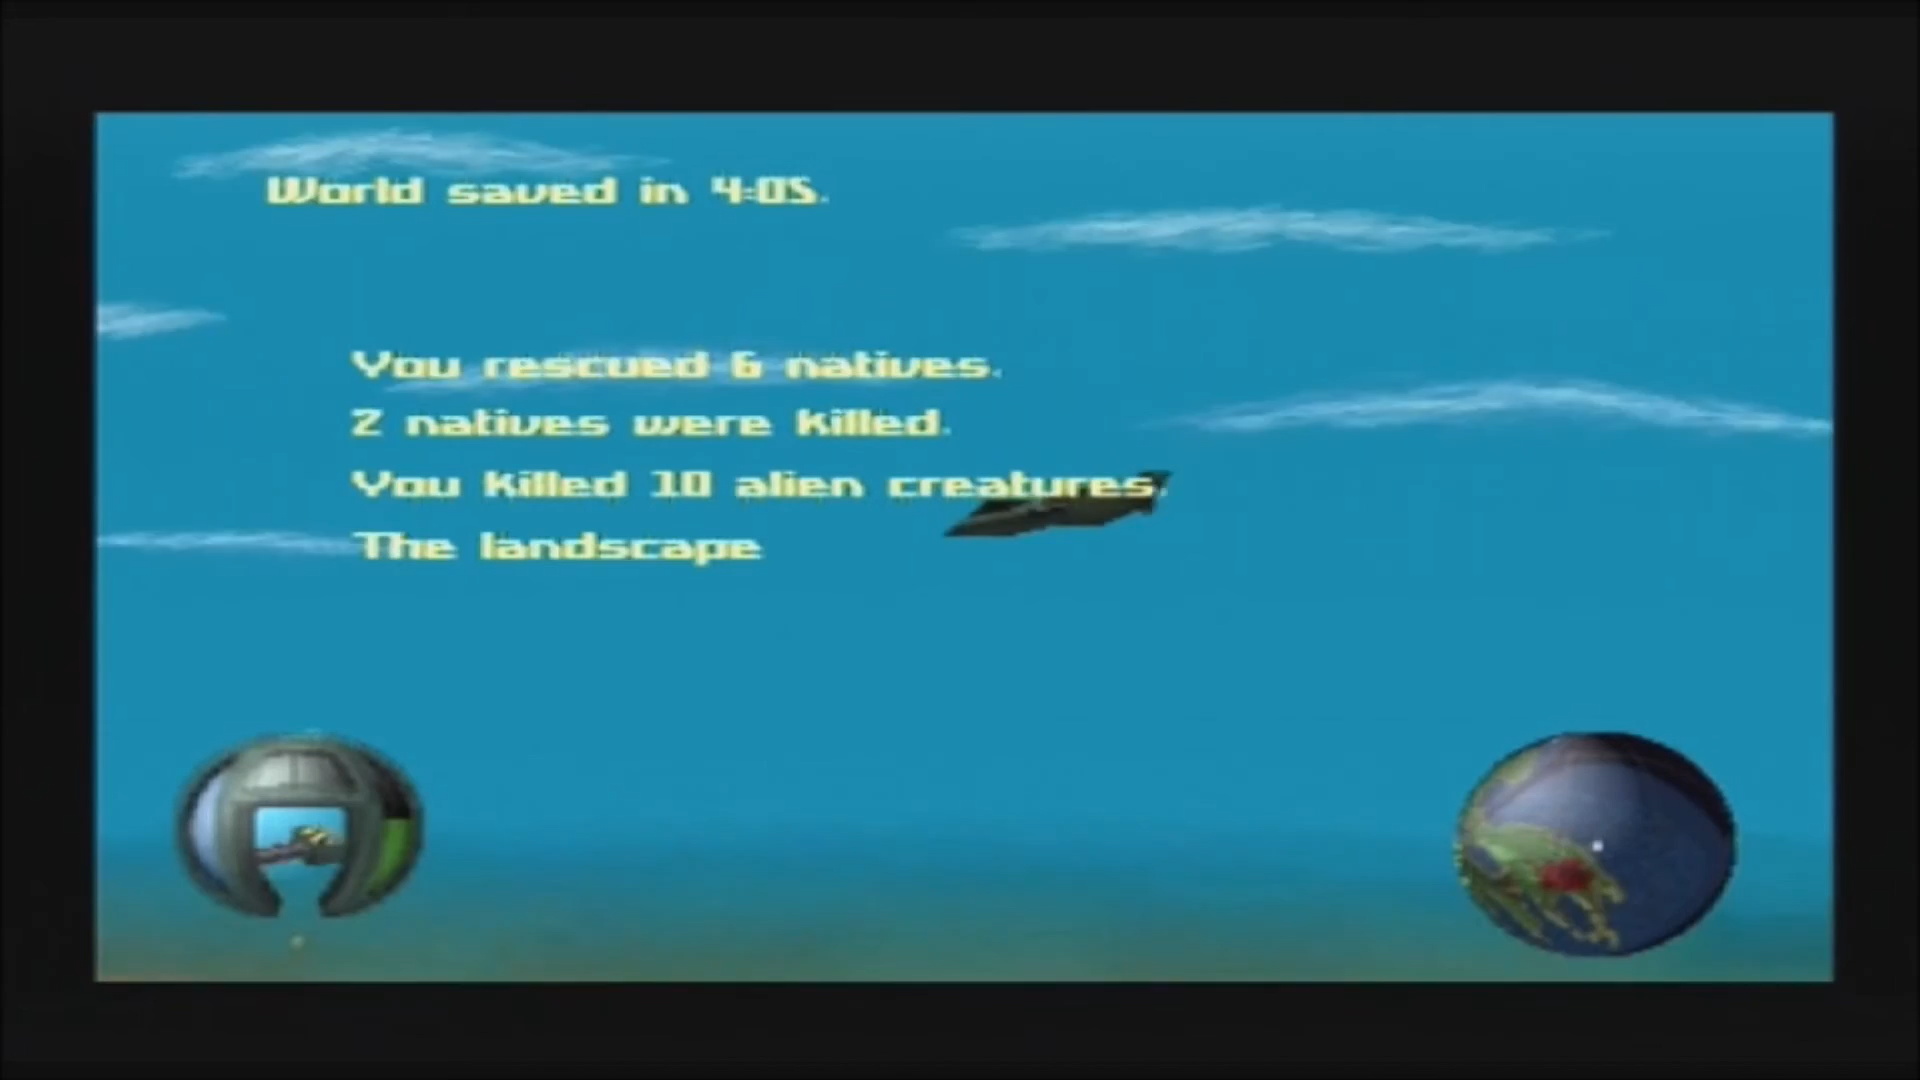 World saved in 4:05.
You rescued 6 natives.
2 natives were killed.
You killed 10 alien creatures.
The landscape